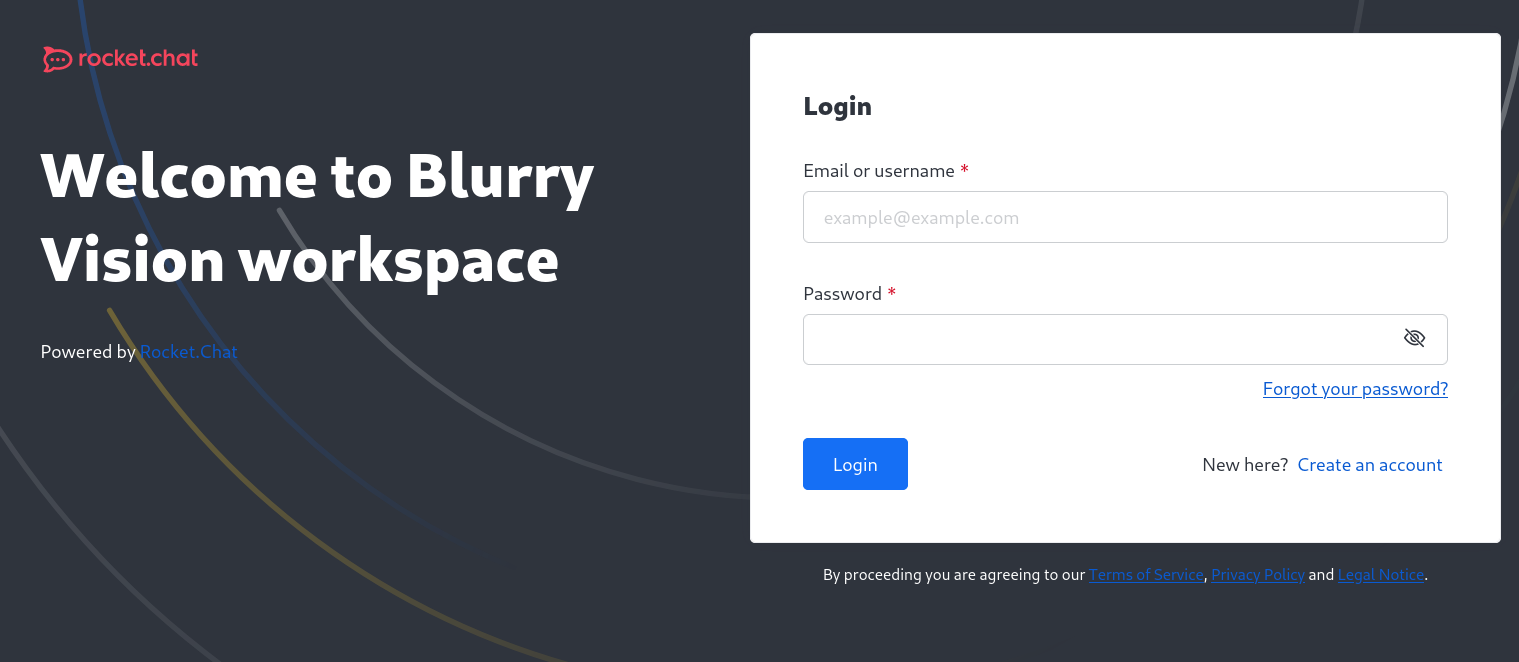 rocket.chat
Welcome to Blurry
Vision workspace
Powered by Rocket.Chat
Login
Email or username *
example@example.com
Password *
Forgot your password?
Login
New here? Create an account
By proceeding you are agreeing to our Terms of Service, Privacy Policy and Legal Notice.